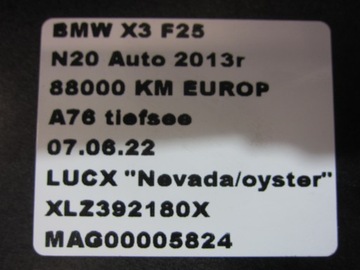 BMW X3 F25
N20 Auto 2013r
88000 KM EUROP
A76 tiefsee
07.06.22
LUCX "Nevada/oyster"
XLZ392180X
MAG00005824